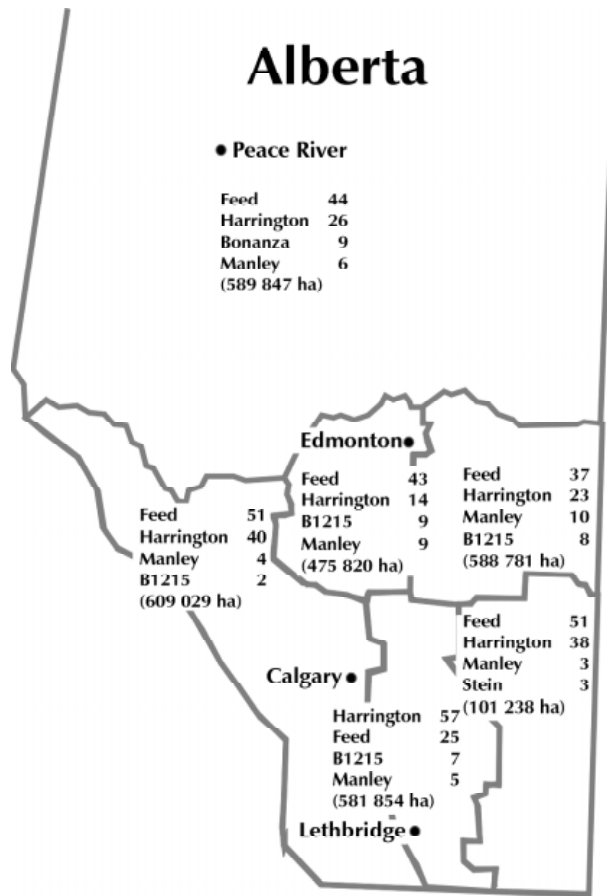 Alberta
Peace River
Feed 44
Harrington 26
Bonanza 9
Manley 6
(589 847 ha)
Edmonton
Feed 43
Harrington 14
B1215 9
Manley 9
(475 820 ha)
Feed 37
Harrington 23
Manley 10
B1215 8
(588 781 ha)
Feed 51
Harrington 40
Manley 4
B1215 2
(609 029 ha)
Feed 51
Harrington 38
Manley 3
Stein 3
(101 238 ha)
Calgary
Harrington 57
Feed 25
B1215 7
Manley 5
(581 854 ha)
Lethbridge